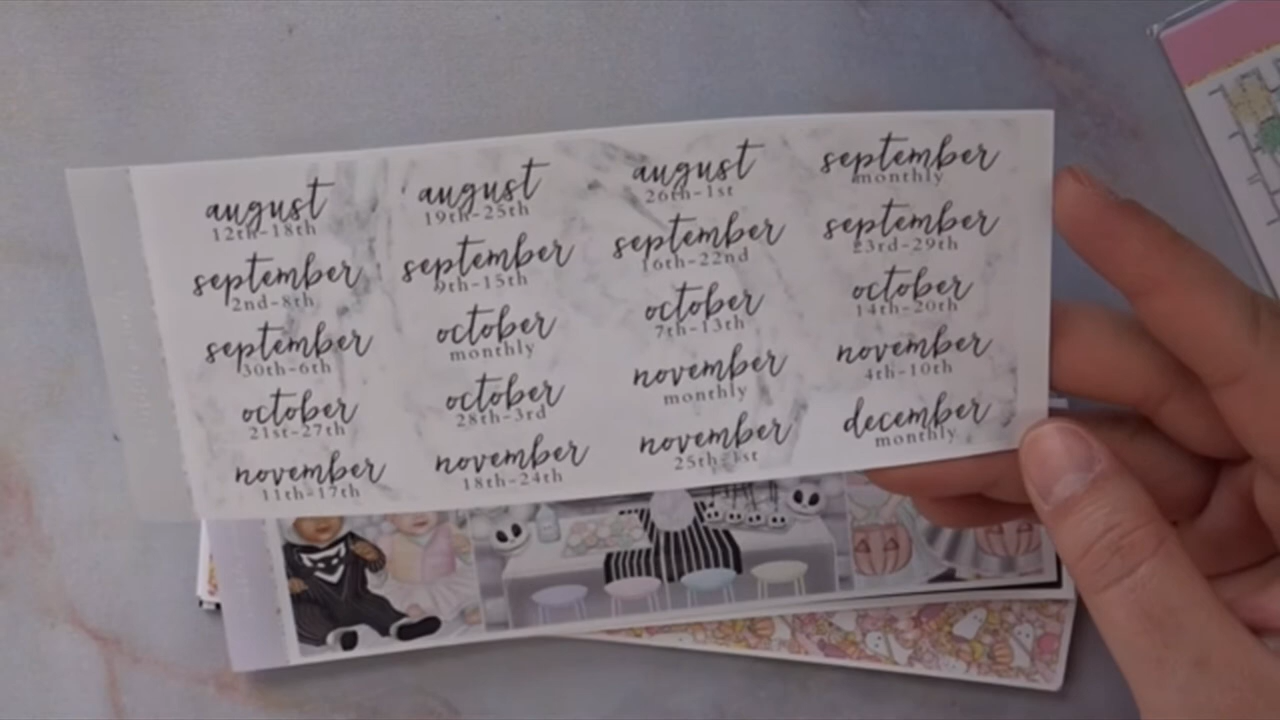 august
12th-18th
august
19th-25th
august
26th-1st
september
monthly
september
2nd-8th
september
9th-15th
september
16th-22nd
september
23rd-29th
september
30th-6th
october
monthly
october
7th-13th
october
14th-20th
october
21st-27th
october
28th-3rd
november
monthly
november
4th-10th
november
11th-17th
november
18th-24th
november
25th-1st
december
monthly